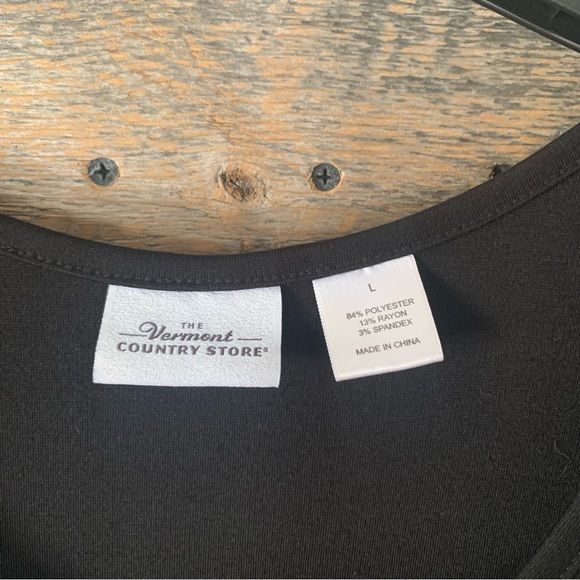 THE
Vermont
COUNTRY STORE®
L
84% POLYESTER
13% RAYON
3% SPANDEX
MADE IN CHINA